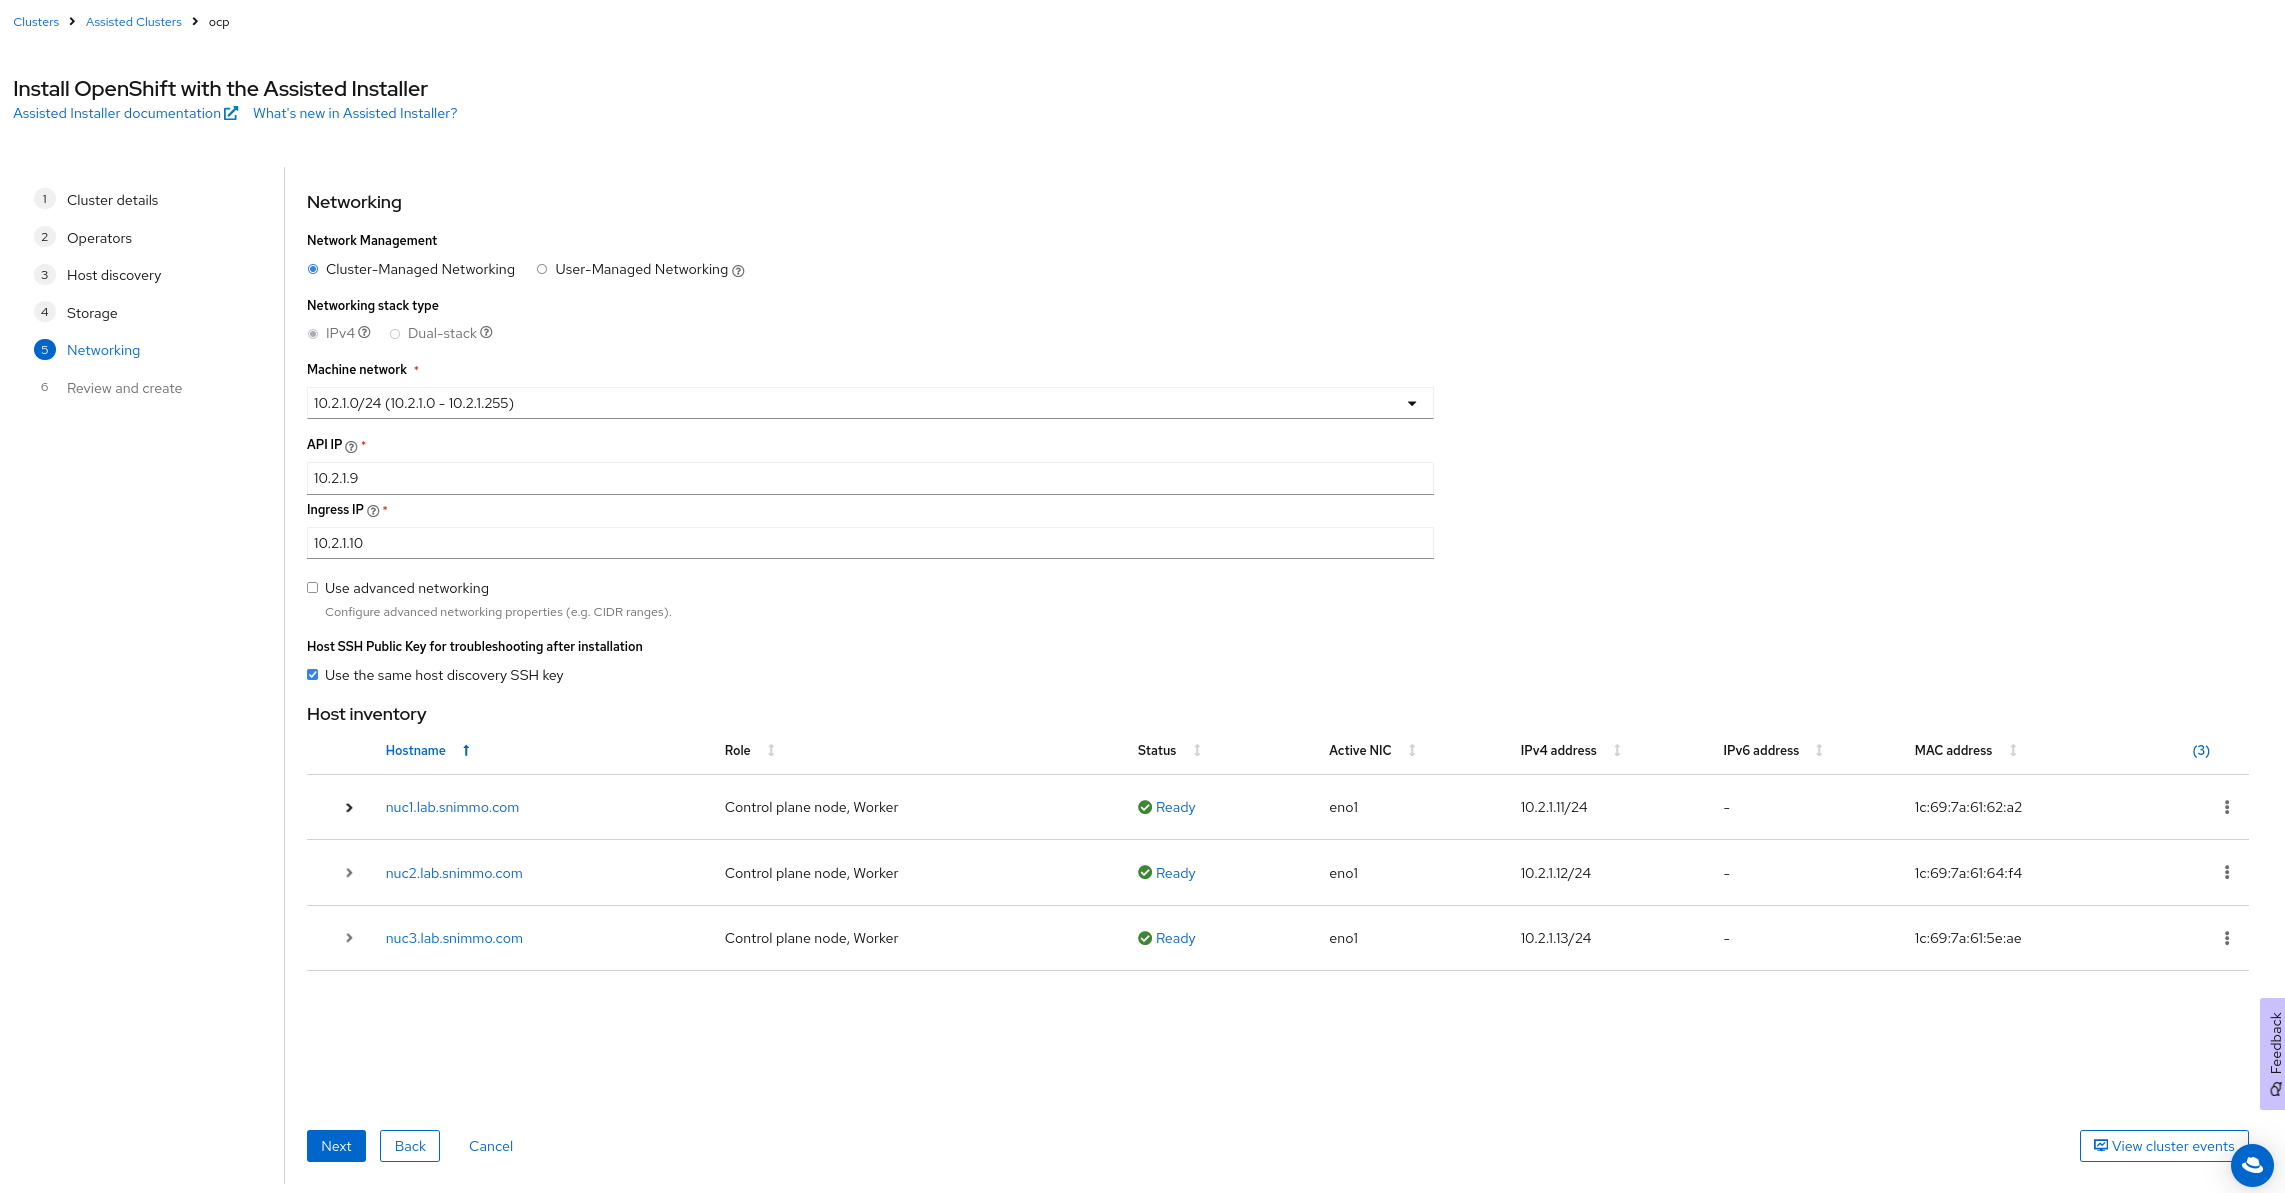 Clusters > Assisted Clusters > ocp
Install OpenShift with the Assisted Installer
Assisted Installer documentation What's new in Assisted Installer?
1 Cluster details
2 Operators
3 Host discovery
4 Storage
5 Networking
6 Review and create
Networking
Network Management
Cluster-Managed Networking User-Managed Networking ?
Networking stack type
IPv4 ? Dual-stack ?
Machine network *
10.2.1.0/24 (10.2.1.0 - 10.2.1.255)
API IP ? *
10.2.1.9
Ingress IP ? *
10.2.1.10
Use advanced networking
Configure advanced networking properties (e.g. CIDR ranges).
Host SSH Public Key for troubleshooting after installation
Use the same host discovery SSH key
Host inventory
Hostname Role Status Active NIC IPv4 address IPv6 address MAC address (3)
nuc1.lab.snimmo.com Control plane node, Worker Ready eno1 10.2.1.11/24 - 1c:69:7a:61:62:a2
nuc2.lab.snimmo.com Control plane node, Worker Ready eno1 10.2.1.12/24 - 1c:69:7a:61:64:f4
nuc3.lab.snimmo.com Control plane node, Worker Ready eno1 10.2.1.13/24 - 1c:69:7a:61:5e:ae
Feedback
Next Back Cancel View cluster events